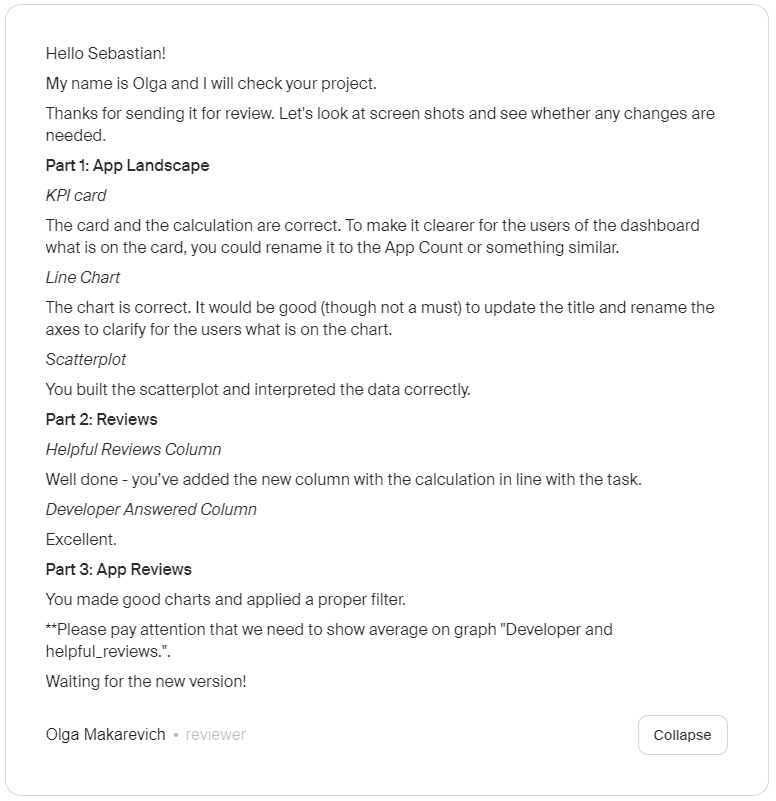 Hello Sebastian!
My name is Olga and I will check your project.
Thanks for sending it for review. Let's look at screen shots and see whether any changes are
needed.
Part 1: App Landscape
KPI card
The card and the calculation are correct. To make it clearer for the users of the dashboard
what is on the card, you could rename it to the App Count or something similar.
Line Chart
The chart is correct. It would be good (though not a must) to update the title and rename the
axes to clarify for the users what is on the chart.
Scatterplot
You built the scatterplot and interpreted the data correctly.
Part 2: Reviews
Helpful Reviews Column
Well done - you've added the new column with the calculation in line with the task.
Developer Answered Column
Excellent.
Part 3: App Reviews
You made good charts and applied a proper filter.
**Please pay attention that we need to show average on graph "Developer and
helpful_reviews.".
Waiting for the new version!
Olga Makarevich • reviewer
Collapse